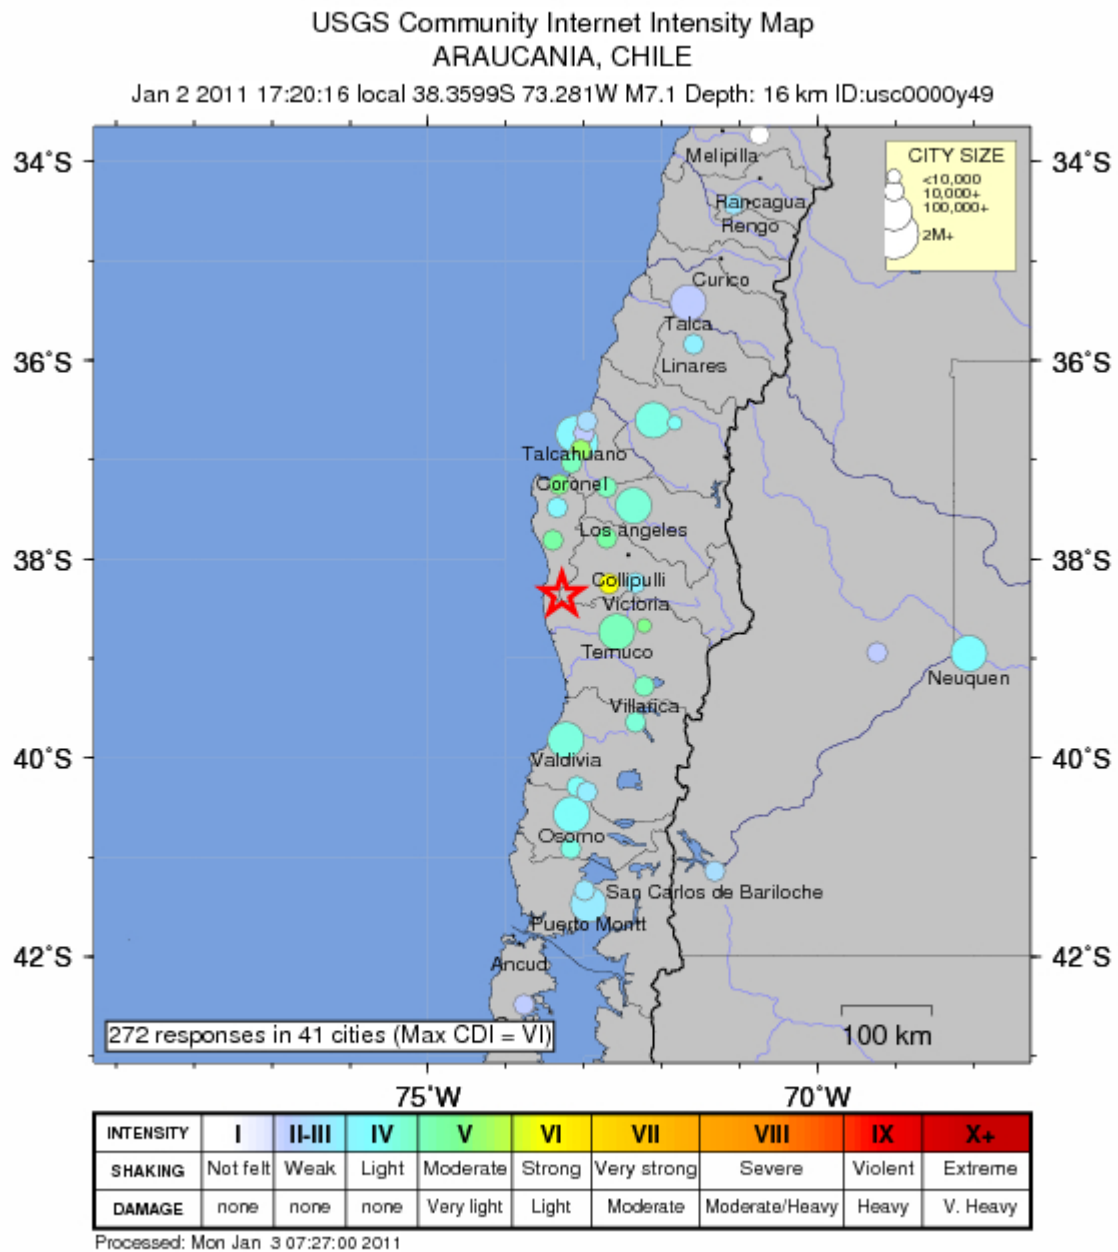 USGS Community Internet Intensity Map
ARAUCANIA, CHILE
Jan 2 2011 17:20:16 local 38.3599S 73.281W M7.1 Depth: 16 km ID:usc0000y49
34°S 34°S
CITY SIZE
<10,000
10,000+
100,000+
2M+
Melipilla
Rancagua
Rengo
Curico
Talca
36°S 36°S
Linares
Talcahuano
Coronel
Los angeles
38°S 38°S
Collipulli
Victoria
Temuco
Neuquen
Villarica
40°S 40°S
Valdivia
Osorno
San Carlos de Bariloche
Puerto Montt
42°S 42°S
Ancud
272 responses in 41 cities (Max CDI = VI)
100 km
75°W 70°W
INTENSITY I II-III IV V VI VII VIII IX X+
SHAKING Not felt Weak Light Moderate Strong Very strong Severe Violent Extreme
DAMAGE none none none Very light Light Moderate Moderate/Heavy Heavy V. Heavy
Processed: Mon Jan 3 07:27:00 2011